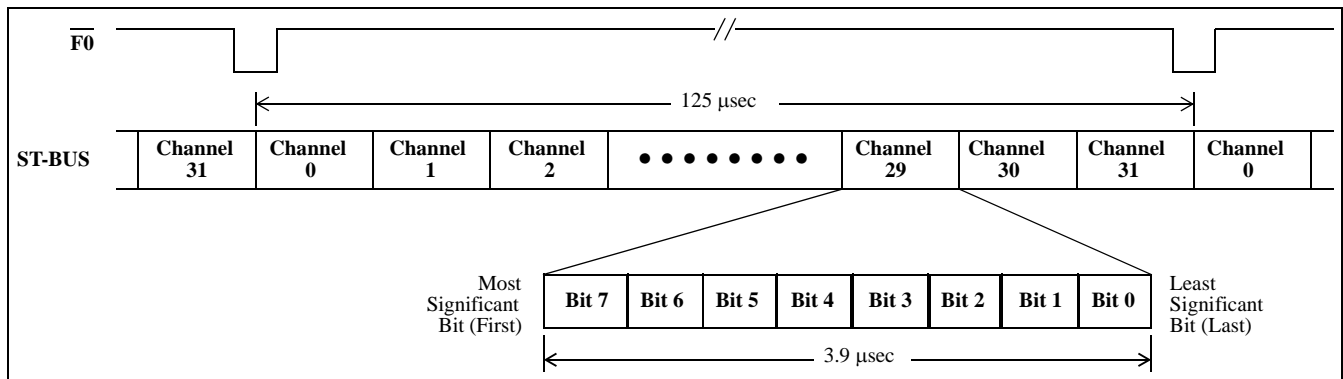 F0
//
125 µsec
ST-BUS
Channel 31
Channel 0
Channel 1
Channel 2
• • • • • • • •
Channel 29
Channel 30
Channel 31
Channel 0
Most
Significant
Bit (First)
Bit 7 Bit 6 Bit 5 Bit 4 Bit 3 Bit 2 Bit 1 Bit 0
Least
Significant
Bit (Last)
3.9 µsec